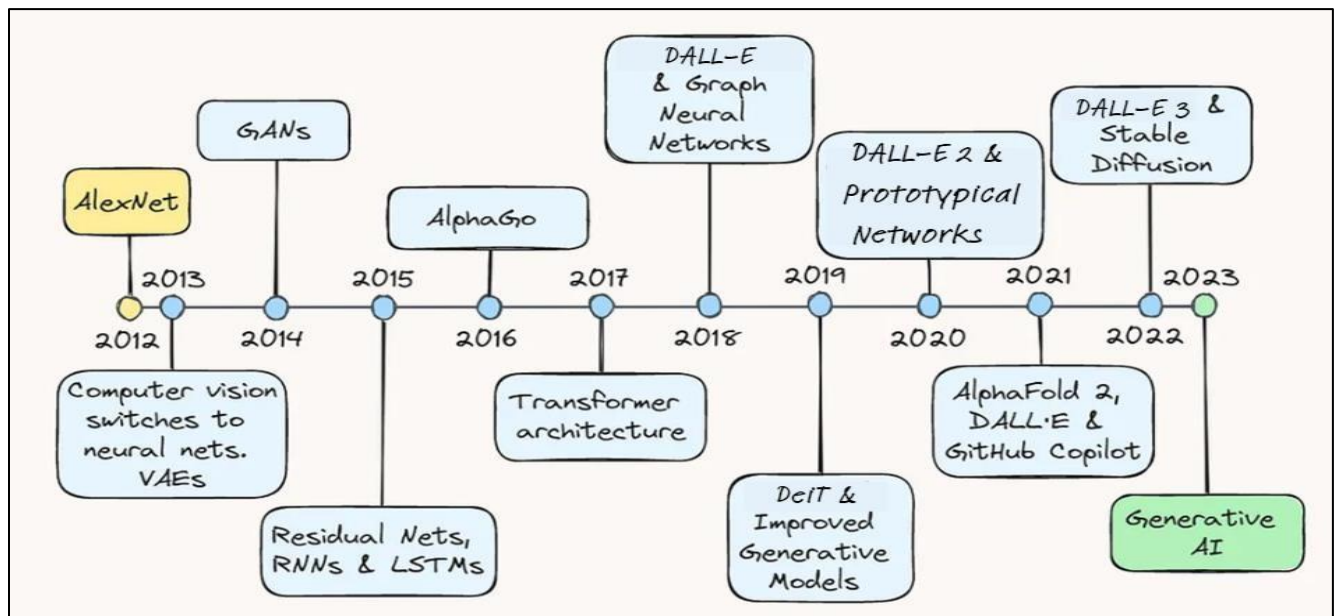 DALL-E
& Graph
Neural
Networks
DALL-E 3 &
Stable
Diffusion
GANs
DALL-E 2 &
Prototypical
Networks
AlexNet
AlphaGo
2013
2015
2017
2019
2021
2023
2012
2014
2016
2018
2020
2022
Computer vision
switches to
neural nets.
VAEs
Transformer
architecture
AlphaFold 2,
DALL·E &
GitHub Copilot
Residual Nets,
RNNs & LSTMs
DeiT &
Improved
Generative
Models
Generative
AI